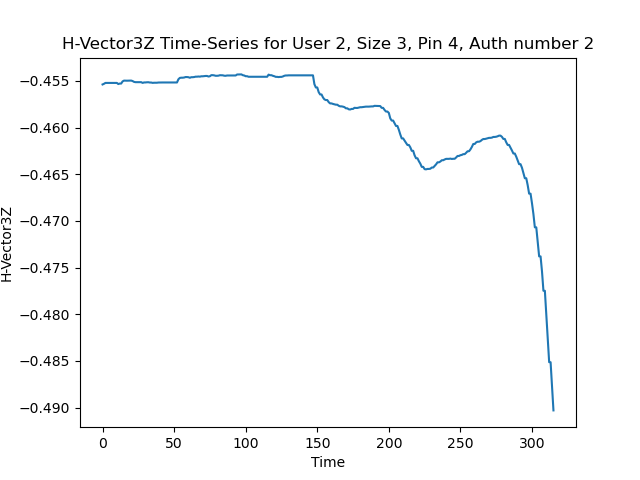 H-Vector3Z Time-Series for User 2, Size 3, Pin 4, Auth number 2
H-Vector3Z
−0.455
−0.460
−0.465
−0.470
−0.475
−0.480
−0.485
−0.490
0 50 100 150 200 250 300
Time